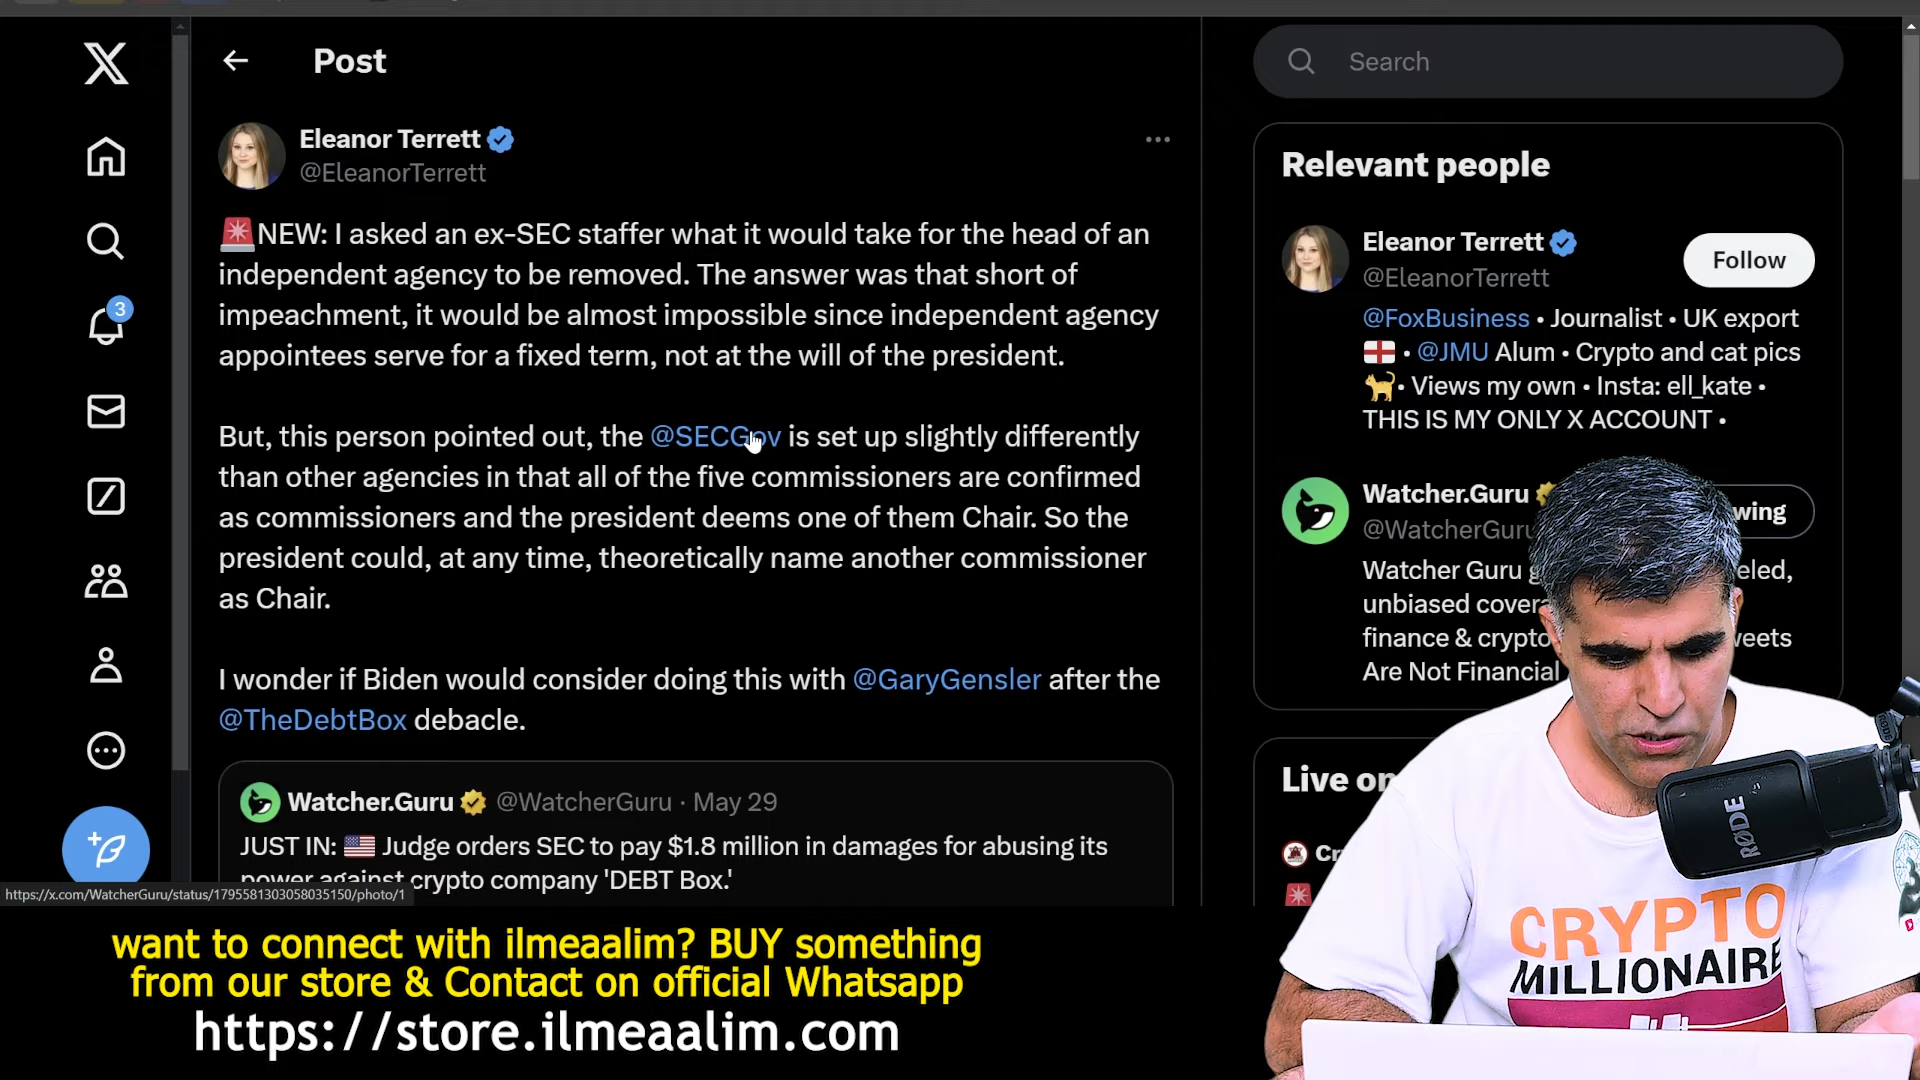 Post
Search
Eleanor Terrett
@EleanorTerrett
NEW: I asked an ex-SEC staffer what it would take for the head of an
independent agency to be removed. The answer was that short of
impeachment, it would be almost impossible since independent agency
appointees serve for a fixed term, not at the will of the president.
But, this person pointed out, the @SECGov is set up slightly differently
than other agencies in that all of the five commissioners are confirmed
as commissioners and the president deems one of them Chair. So the
president could, at any time, theoretically name another commissioner
as Chair.
I wonder if Biden would consider doing this with @GaryGensler after the
@TheDebtBox debacle.
Watcher.Guru @WatcherGuru · May 29
JUST IN: Judge orders SEC to pay $1.8 million in damages for abusing its
power against crypto company 'DEBT Box.'
3
https://x.com/WatcherGuru/status/1795581303058035150/photo/1
Relevant people
Eleanor Terrett
@EleanorTerrett
Follow
@FoxBusiness • Journalist • UK export
• @JMU Alum • Crypto and cat pics
• Views my own • Insta: ell_kate •
THIS IS MY ONLY X ACCOUNT •
Watcher.Guru
Watcher Guru
unbiased
finance & crypto
Are Not Financial
Live on
RØDE
CRYPTO
MILLIONAIRE
want to connect with ilmeaalim? BUY something
from our store & Contact on official Whatsapp
https://store.ilmeaalim.com